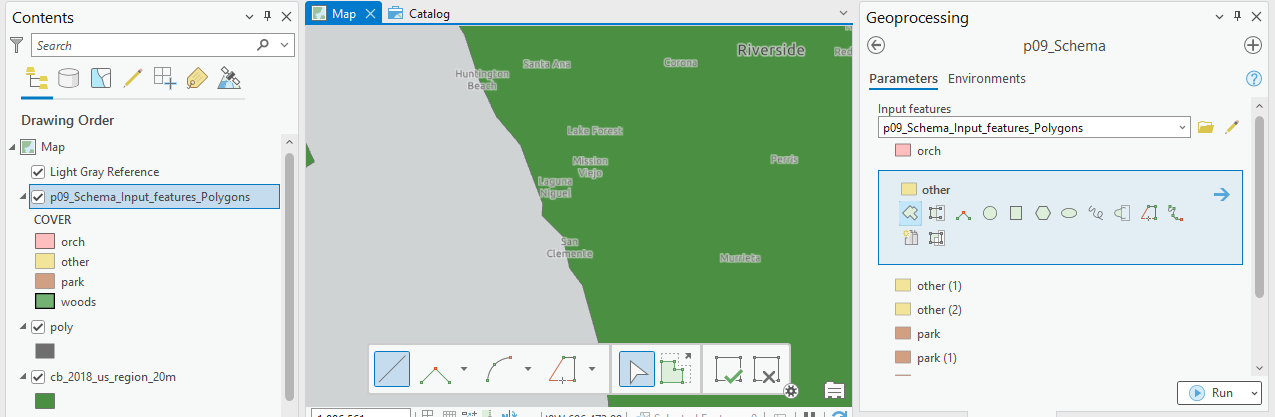 Contents
Search
Drawing Order
Map
Light Gray Reference
p09_Schema_Input_features_Polygons
COVER
orch
other
park
woods
poly
cb_2018_us_region_20m
Map
Catalog
Riverside
Santa Ana
Corona
Huntington
Beach
Lake Forest
Mission
Viejo
Perris
Laguna
Niguel
San
Clemente
Murrieta
Geoprocessing
p09_Schema
Parameters Environments
Input features
p09_Schema_Input_features_Polygons
orch
other
other (1)
other (2)
park
park (1)
Run